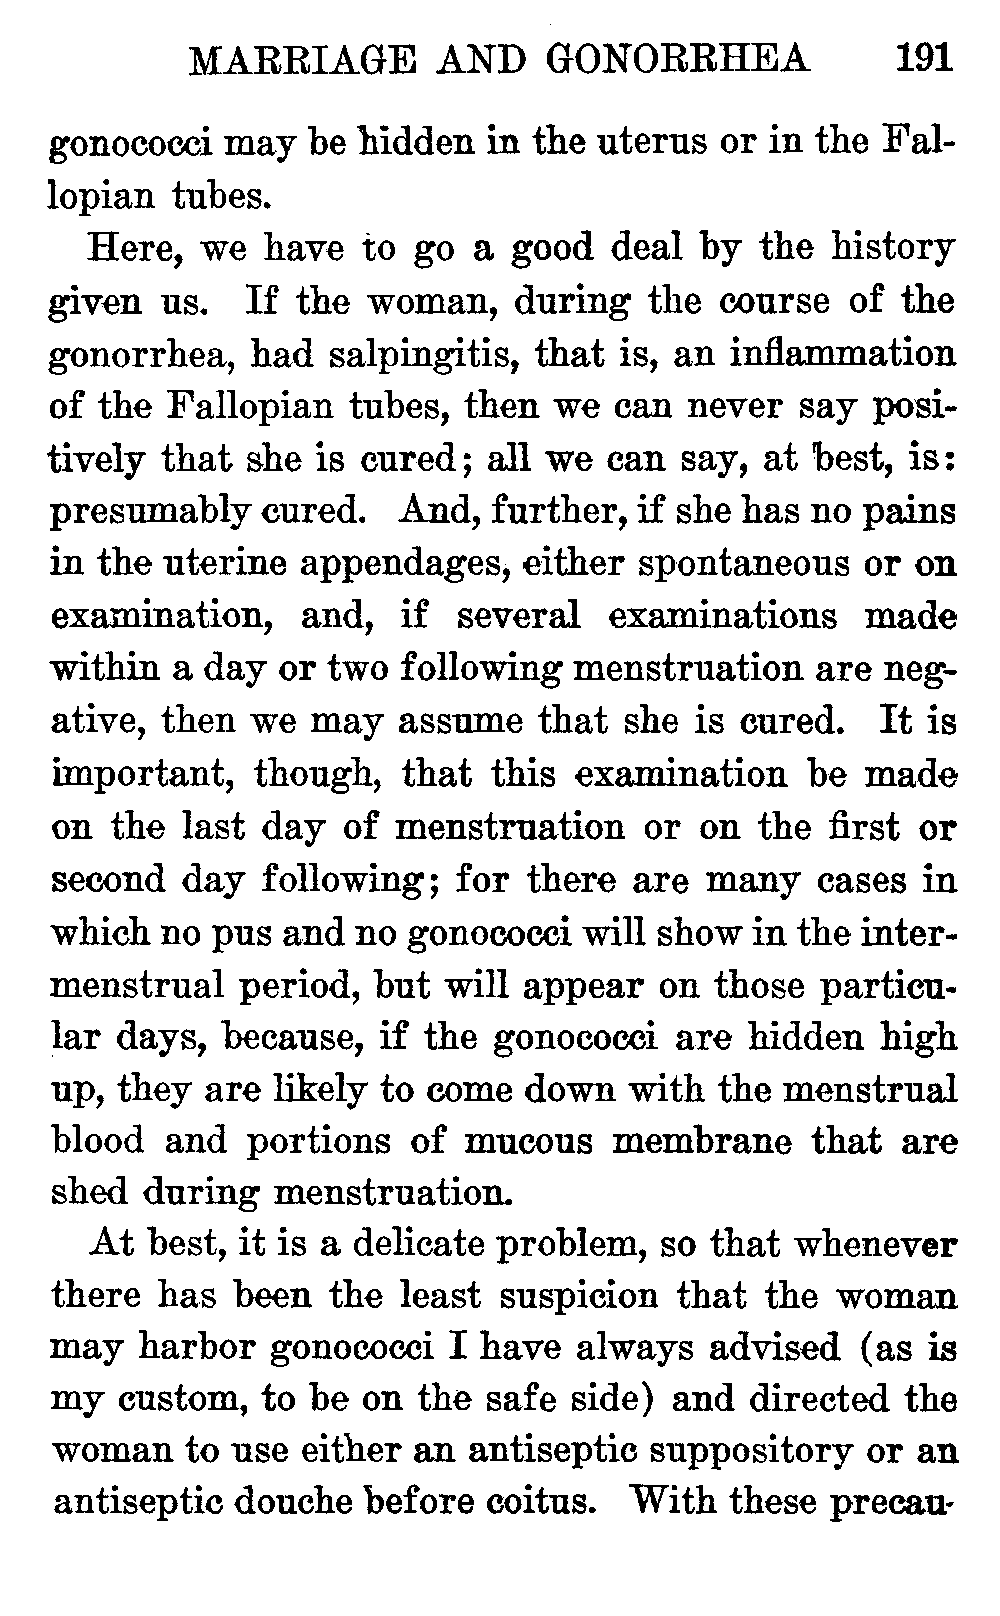 MARRIAGE AND GONORRHEA 191
gonococci may be hidden in the uterus or in the Fal-
lopian tubes.
Here, we have to go a good deal by the history
given us. If the woman, during the course of the
gonorrhea, had salpingitis, that is, an inflammation
of the Fallopian tubes, then we can never say posi-
tively that she is cured; all we can say, at best, is:
presumably cured. And, further, if she has no pains
in the uterine appendages, either spontaneous or on
examination, and, if several examinations made
within a day or two following menstruation are neg-
ative, then we may assume that she is cured. It is
important, though, that this examination be made
on the last day of menstruation or on the first or
second day following; for there are many cases in
which no pus and no gonococci will show in the inter-
menstrual period, but will appear on those particu-
lar days, because, if the gonococci are hidden high
up, they are likely to come down with the menstrual
blood and portions of mucous membrane that are
shed during menstruation.
At best, it is a delicate problem, so that whenever
there has been the least suspicion that the woman
may harbor gonococci I have always advised (as is
my custom, to be on the safe side) and directed the
woman to use either an antiseptic suppository or an
antiseptic douche before coitus. With these precau-